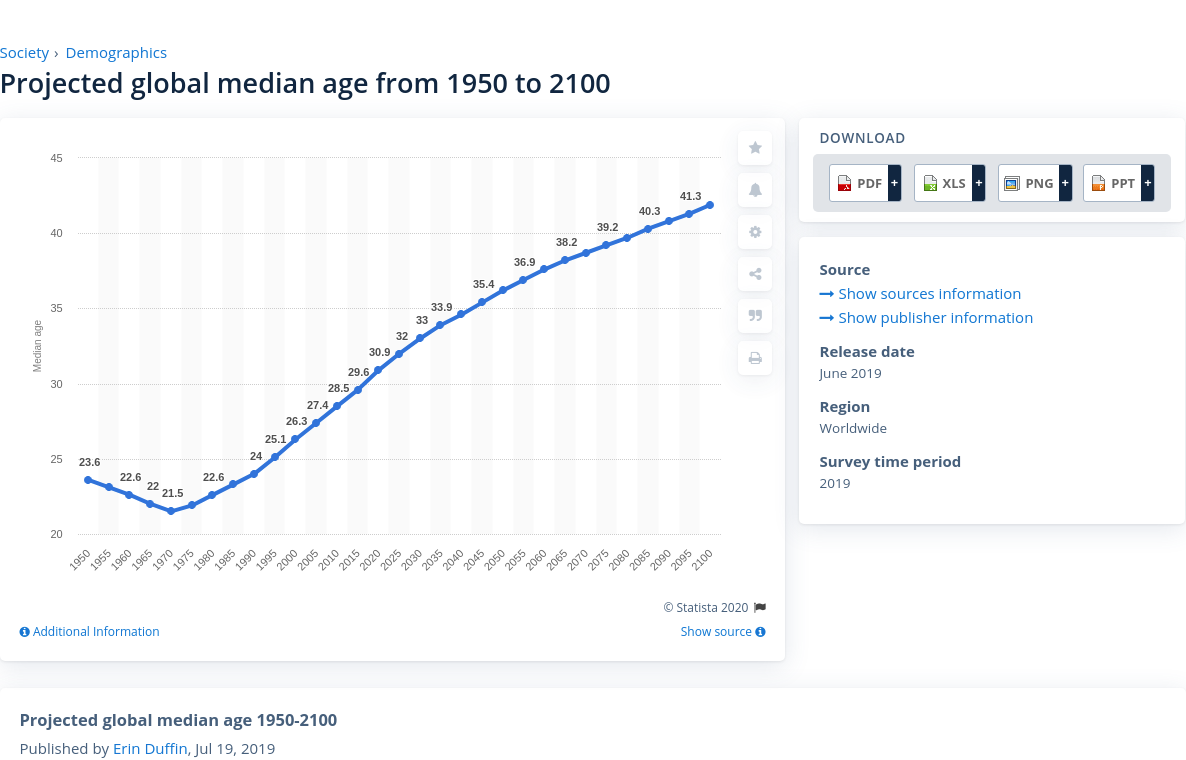 Society › Demographics
Projected global median age from 1950 to 2100
45
40
35
30
25
20
Median age
23.6
22.6
22
21.5
22.6
24
25.1
26.3
27.4
28.5
29.6
30.9
32
33
33.9
35.4
36.9
38.2
39.2
40.3
41.3
1950 1955 1960 1965 1970 1975 1980 1985 1990 1995 2000 2005 2010 2015 2020 2025 2030 2035 2040 2045 2050 2055 2060 2065 2070 2075 2080 2085 2090 2095 2100
© Statista 2020
Additional Information
Show source
DOWNLOAD
PDF + XLS + PNG + PPT +
Source
Show sources information
Show publisher information
Release date
June 2019
Region
Worldwide
Survey time period
2019
Projected global median age 1950-2100
Published by Erin Duffin, Jul 19, 2019